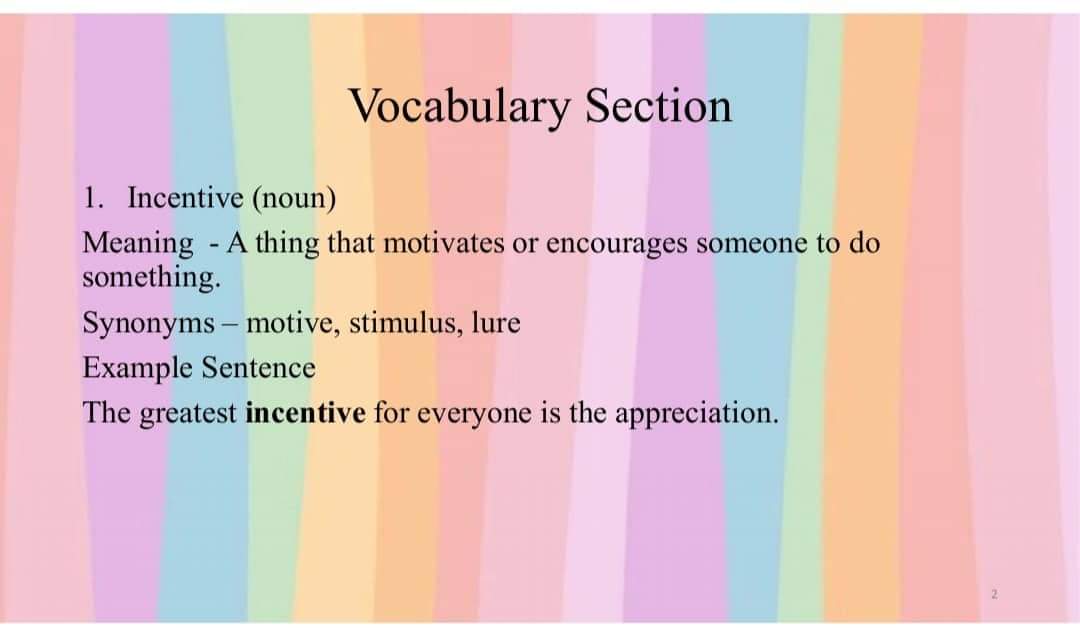 Vocabulary Section
1. Incentive (noun)
Meaning - A thing that motivates or encourages someone to do
something.
Synonyms – motive, stimulus, lure
Example Sentence
The greatest incentive for everyone is the appreciation.
2